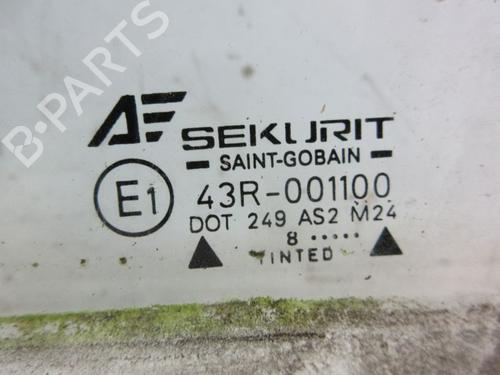 B-PARTS
AF SEKURIT
SAINT-GOBAIN
E1 43R-001100
DOT 249 AS2 M24
8 •••••
TINTED